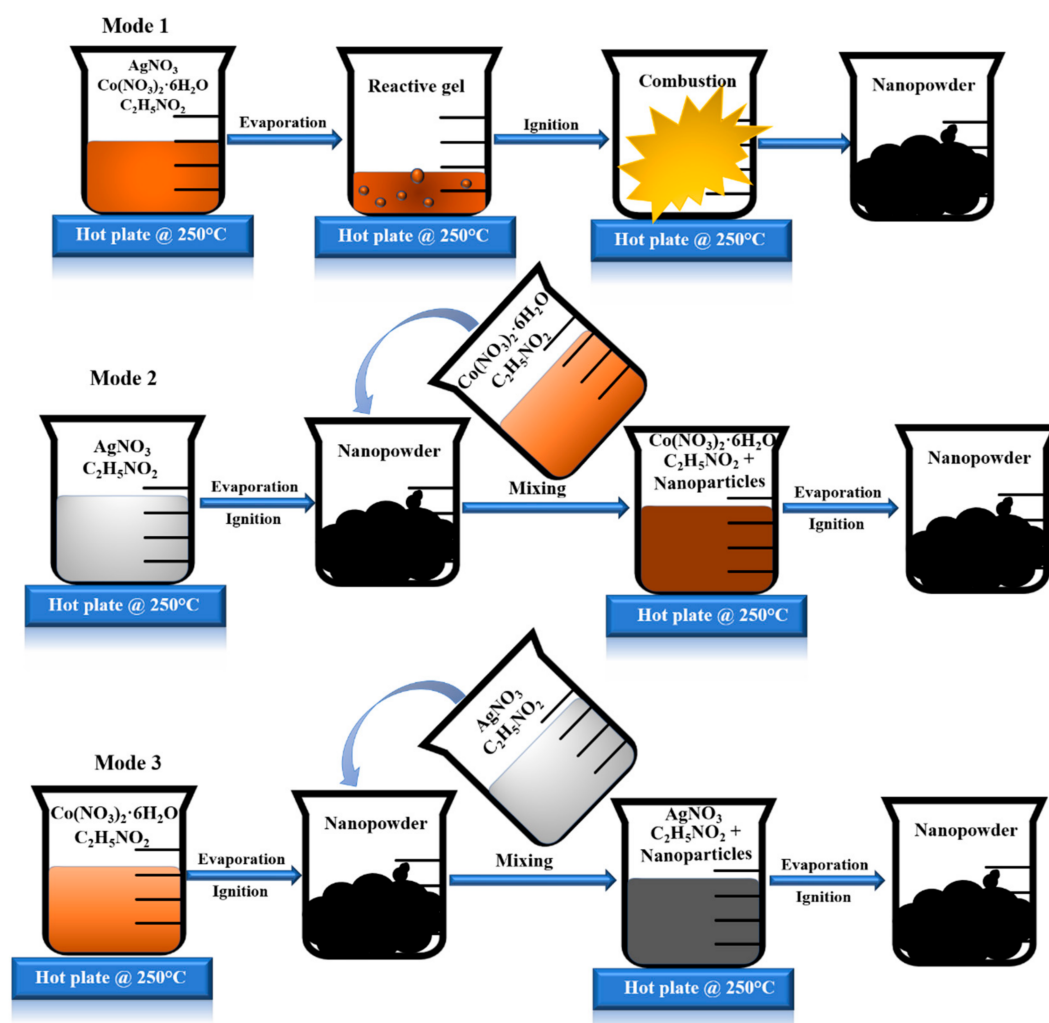 Mode 1
AgNO₃
Co(NO₃)₂·6H₂O
C₂H₅NO₂
Evaporation
Reactive gel
Ignition
Combustion
Nanopowder
Hot plate @ 250°C
Hot plate @ 250°C
Hot plate @ 250°C
Mode 2
AgNO₃
C₂H₅NO₂
Evaporation
Ignition
Nanopowder
Co(NO₃)₂·6H₂O
C₂H₅NO₂
Mixing
Co(NO₃)₂·6H₂O
C₂H₅NO₂ +
Nanoparticles
Evaporation
Ignition
Nanopowder
Hot plate @ 250°C
Hot plate @ 250°C
Mode 3
Co(NO₃)₂·6H₂O
C₂H₅NO₂
Evaporation
Ignition
Nanopowder
AgNO₃
C₂H₅NO₂
Mixing
AgNO₃
C₂H₅NO₂ +
Nanoparticles
Evaporation
Ignition
Nanopowder
Hot plate @ 250°C
Hot plate @ 250°C